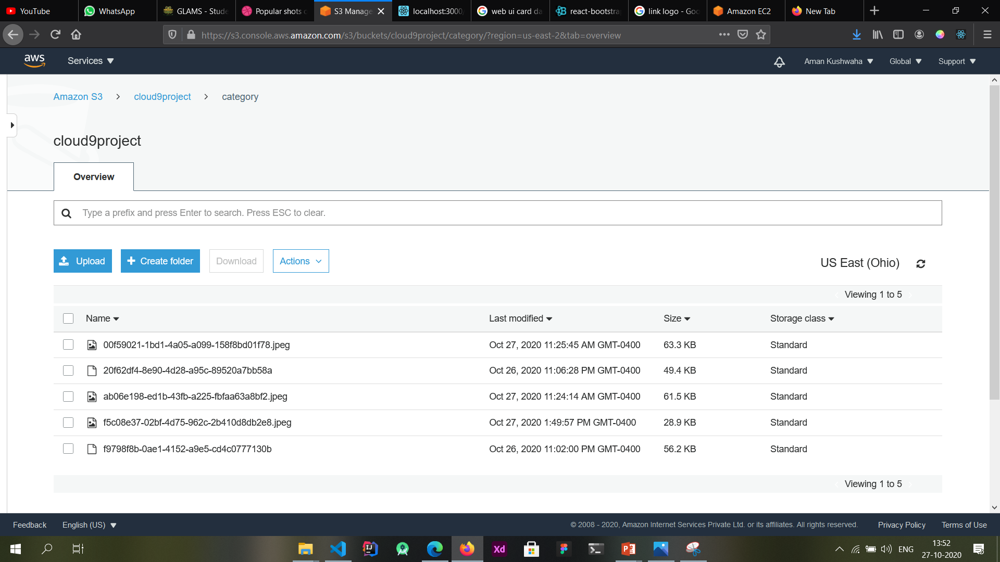 YouTube WhatsApp GLAMS - Stude Popular shots o S3 Manage localhost:3000/ web ui card da react-bootstra link logo - Goo Amazon EC2 New Tab
https://s3.console.aws.amazon.com/s3/buckets/cloud9project/category/?region=us-east-2&tab=overview
aws Services Aman Kushwaha Global Support
Amazon S3 > cloud9project > category
cloud9project
Overview
Type a prefix and press Enter to search. Press ESC to clear.
Upload Create folder Download Actions US East (Ohio)
Viewing 1 to 5
Name Last modified Size Storage class
00f59021-1bd1-4a05-a099-158f8bd01f78.jpeg Oct 27, 2020 11:25:45 AM GMT-0400 63.3 KB Standard
20f62df4-8e90-4d28-a95c-89520a7bb58a Oct 26, 2020 11:06:28 PM GMT-0400 49.4 KB Standard
ab06e198-ed1b-43fb-a225-fbfaa63a8bf2.jpeg Oct 27, 2020 11:24:14 AM GMT-0400 61.5 KB Standard
f5c08e37-02bf-4d75-962c-2b410d8db2e8.jpeg Oct 27, 2020 1:49:57 PM GMT-0400 28.9 KB Standard
f9798f8b-0ae1-4152-a9e5-cd4c0777130b Oct 26, 2020 11:02:00 PM GMT-0400 56.2 KB Standard
Viewing 1 to 5
Feedback English (US) © 2008 - 2020, Amazon Internet Services Private Ltd. or its affiliates. All rights reserved. Privacy Policy Terms of Use
Xd ENG 13:52
27-10-2020